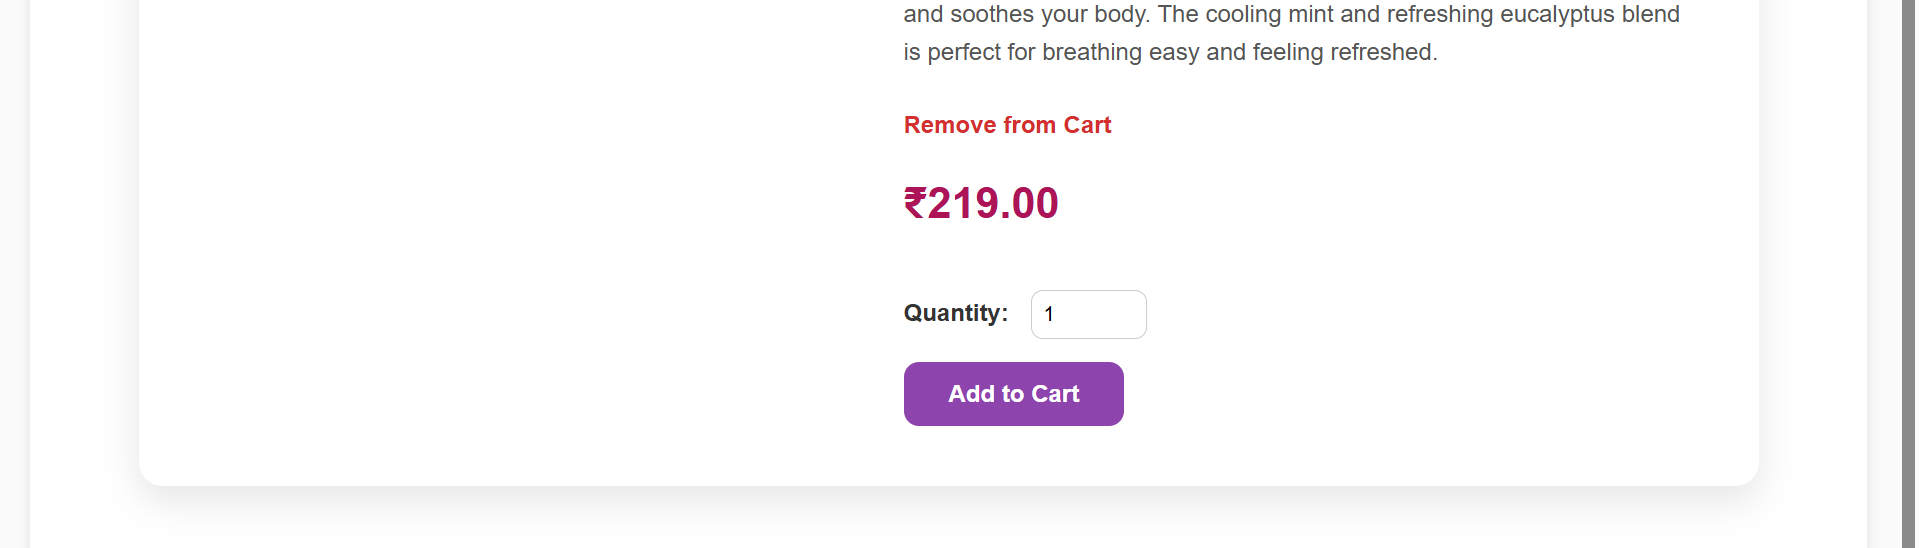 and soothes your body. The cooling mint and refreshing eucalyptus blend
is perfect for breathing easy and feeling refreshed.
Remove from Cart
₹219.00
Quantity: 1
Add to Cart